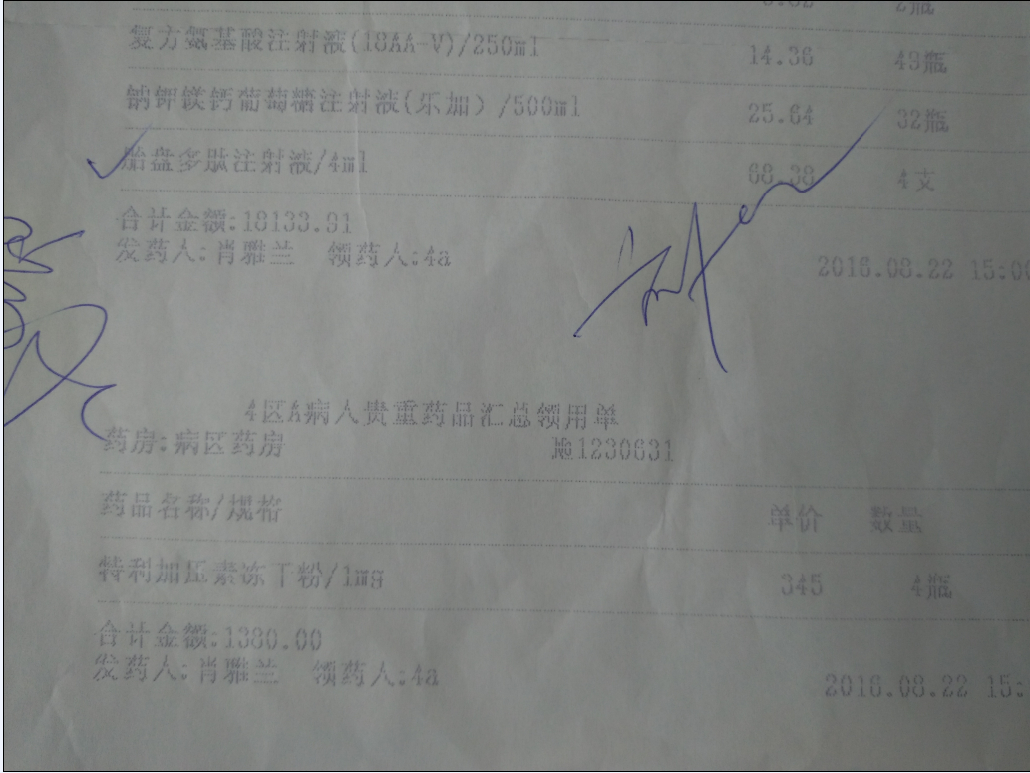 2瓶
复方氨基酸注射液(18AA-V)/250ml 14.36 43瓶
钠钾镁钙葡萄糖注射液(乐加)/500ml 25.64 32瓶
胎盘多肽注射液/4ml 68.38 4支
合计金额:18133.91
发药人:肖雅兰 领药人:4a 2016.08.22 15:0
4区A病人贵重药品汇总领用单
药房:病区药房 1230631
药品名称/规格 单价 数量
特利加压素冻干粉/1mg 345 4瓶
合计金额:1380.00
发药人:肖雅兰 领药人:4a 2016.08.22 15: